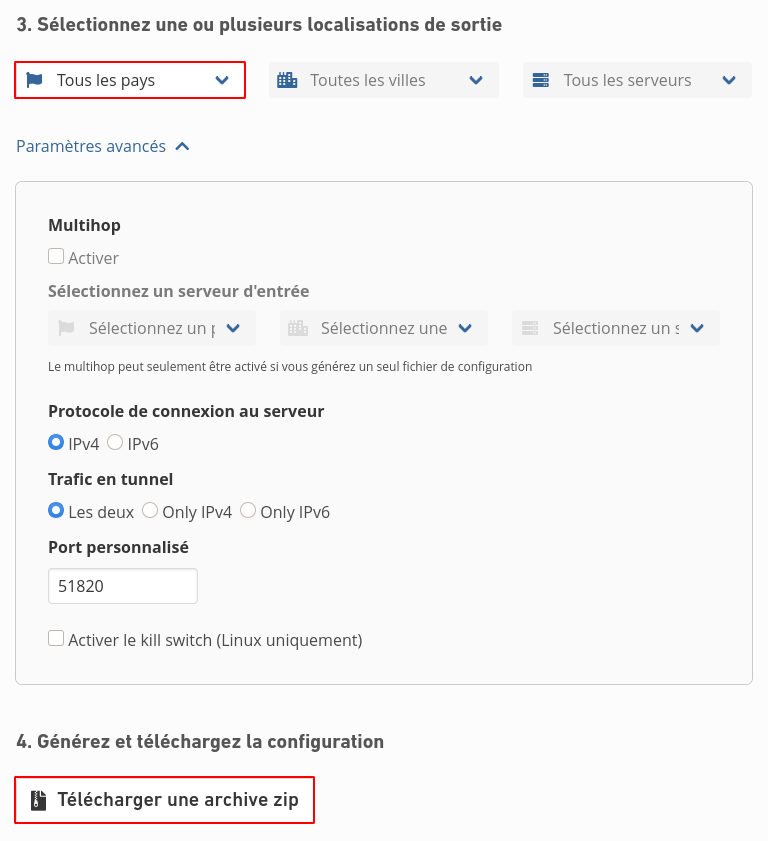 3. Sélectionnez une ou plusieurs localisations de sortie
Tous les pays
Toutes les villes
Tous les serveurs
Paramètres avancés
Multihop
Activer
Sélectionnez un serveur d'entrée
Sélectionnez un p
Sélectionnez une
Sélectionnez un s
Le multihop peut seulement être activé si vous générez un seul fichier de configuration
Protocole de connexion au serveur
IPv4 IPv6
Trafic en tunnel
Les deux Only IPv4 Only IPv6
Port personnalisé
51820
Activer le kill switch (Linux uniquement)
4. Générez et téléchargez la configuration
Télécharger une archive zip